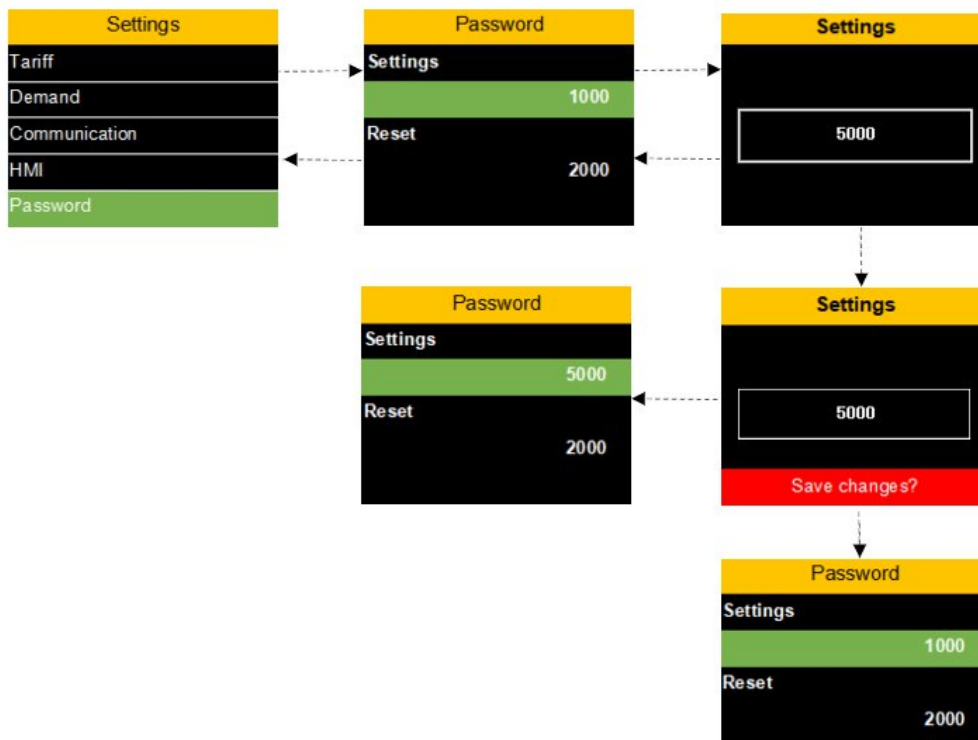 Settings
Tariff
Demand
Communication
HMI
Password
Password
Settings
1000
Reset
2000
Settings
5000
Password
Settings
5000
Reset
2000
Settings
5000
Save changes?
Password
Settings
1000
Reset
2000